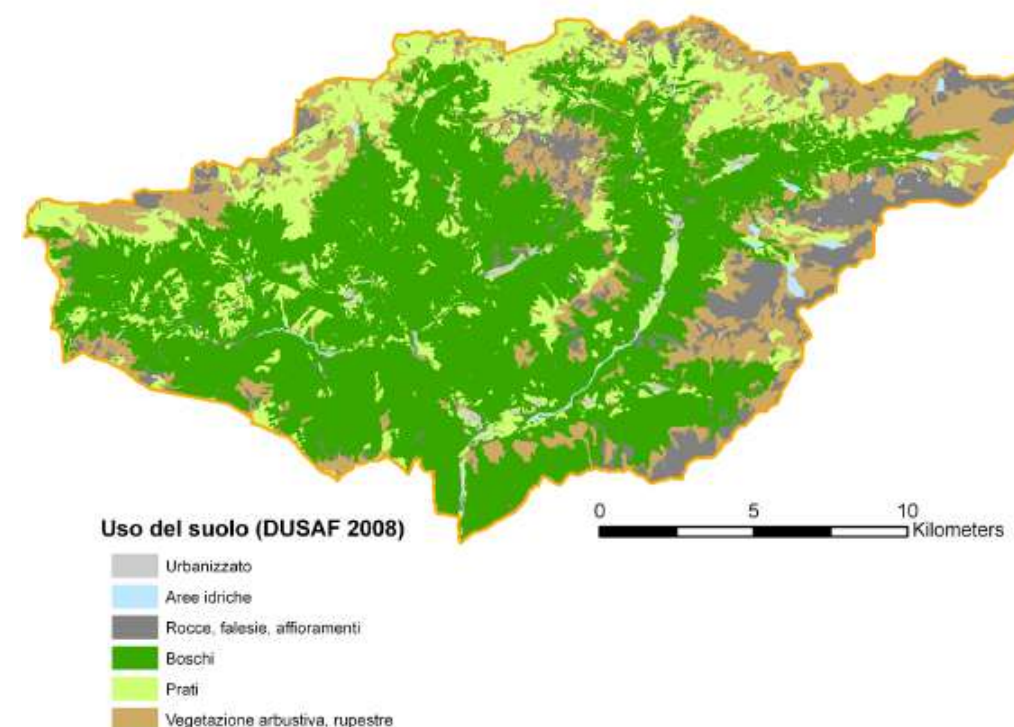 0 5 10
Kilometers
Uso del suolo (DUSAF 2008)
Urbanizzato
Aree idriche
Rocce, falesie, affioramenti
Boschi
Prati
Vegetazione arbustiva, rupestre